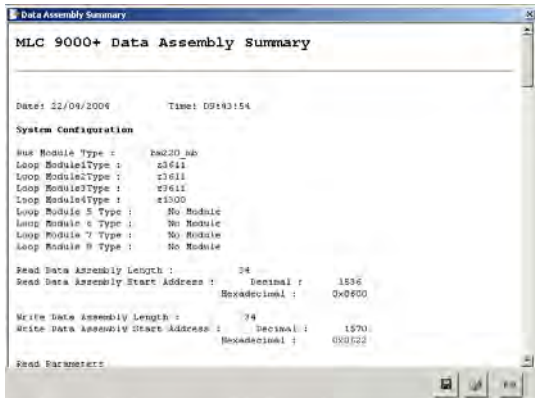 Data Assembly Summary
MLC 9000+ Data Assembly Summary
Date: 22/04/2004 Time: 09:43:54
System Configuration
Bus Module Type : bm220_mb
Loop Module1Type : z3611
Loop Module2Type : z3611
Loop Module3Type : z3611
Loop Module4Type : z1300
Loop Module 5 Type : No Module
Loop Module 6 Type : No Module
Loop Module 7 Type : No Module
Loop Module 8 Type : No Module
Read Data Assembly Length : 34
Read Data Assembly Start Address : Decimal : 1536
Hexadecimal : 0x0600
Write Data Assembly Length : 34
Write Data Assembly Start Address : Decimal : 1570
Hexadecimal : 0x0622
Read Parameters